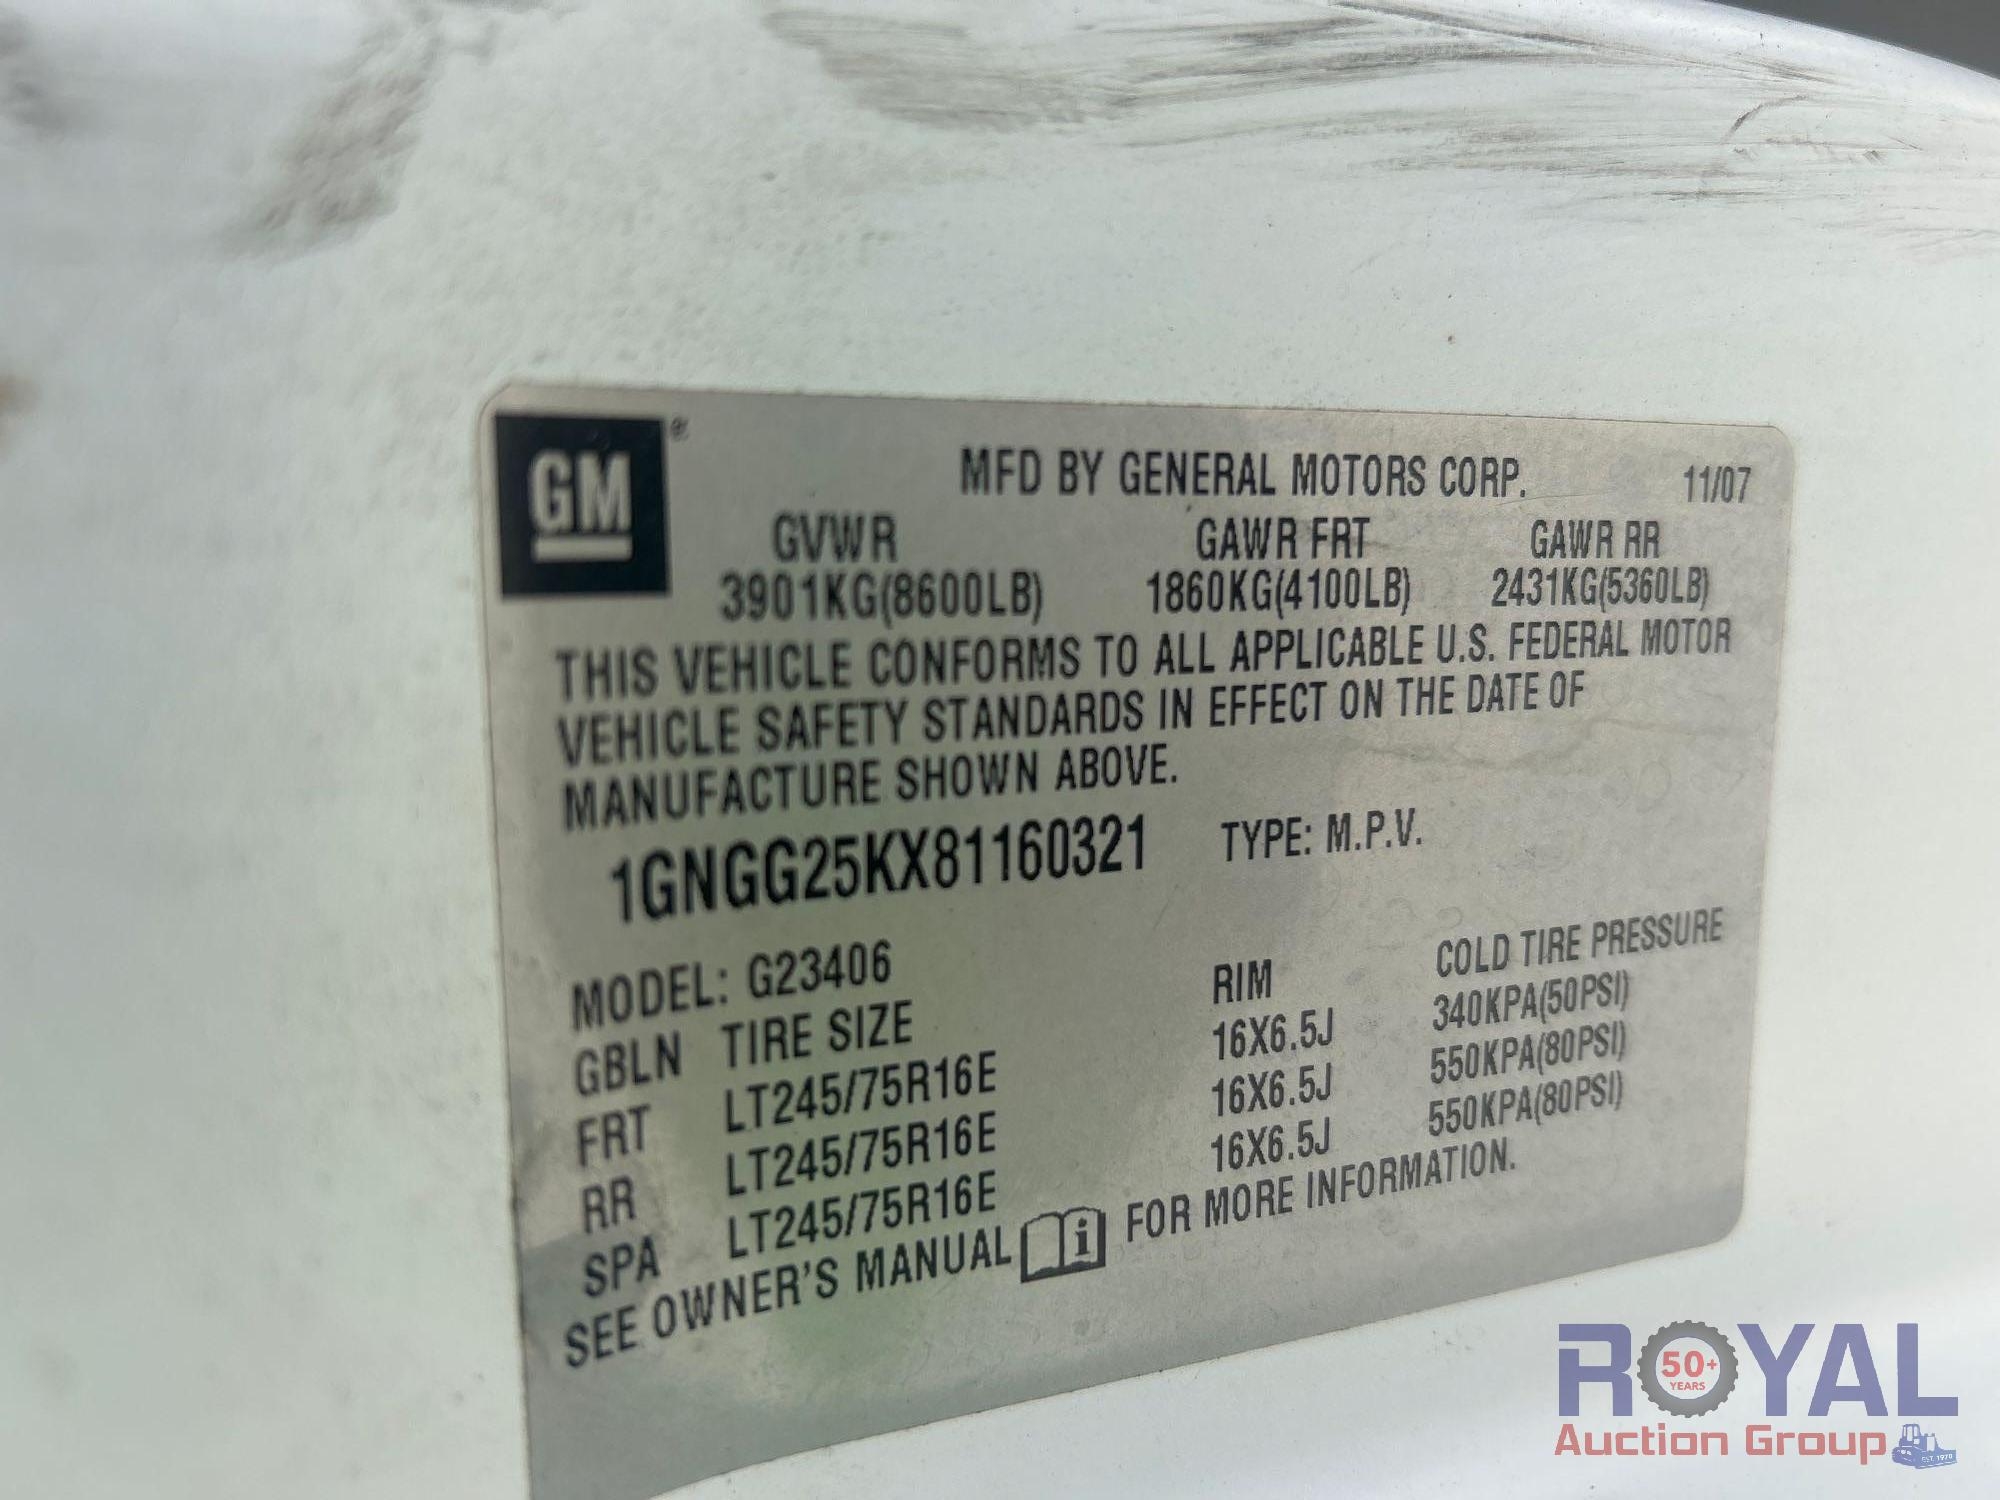 GM
MFD BY GENERAL MOTORS CORP. 11/07
GVWR GAWR FRT GAWR RR
3901KG(8600LB) 1860KG(4100LB) 2431KG(5360LB)
THIS VEHICLE CONFORMS TO ALL APPLICABLE U.S. FEDERAL MOTOR
VEHICLE SAFETY STANDARDS IN EFFECT ON THE DATE OF
MANUFACTURE SHOWN ABOVE.
1GNGG25KX81160321 TYPE: M.P.V.
MODEL: G23406
GBLN TIRE SIZE RIM COLD TIRE PRESSURE
FRT LT245/75R16E 16X6.5J 340KPA(50PSI)
RR LT245/75R16E 16X6.5J 550KPA(80PSI)
SPA LT245/75R16E 16X6.5J 550KPA(80PSI)
SEE OWNER'S MANUAL i FOR MORE INFORMATION.
ROYAL
50+
YEARS
Auction Group
EST. 1970